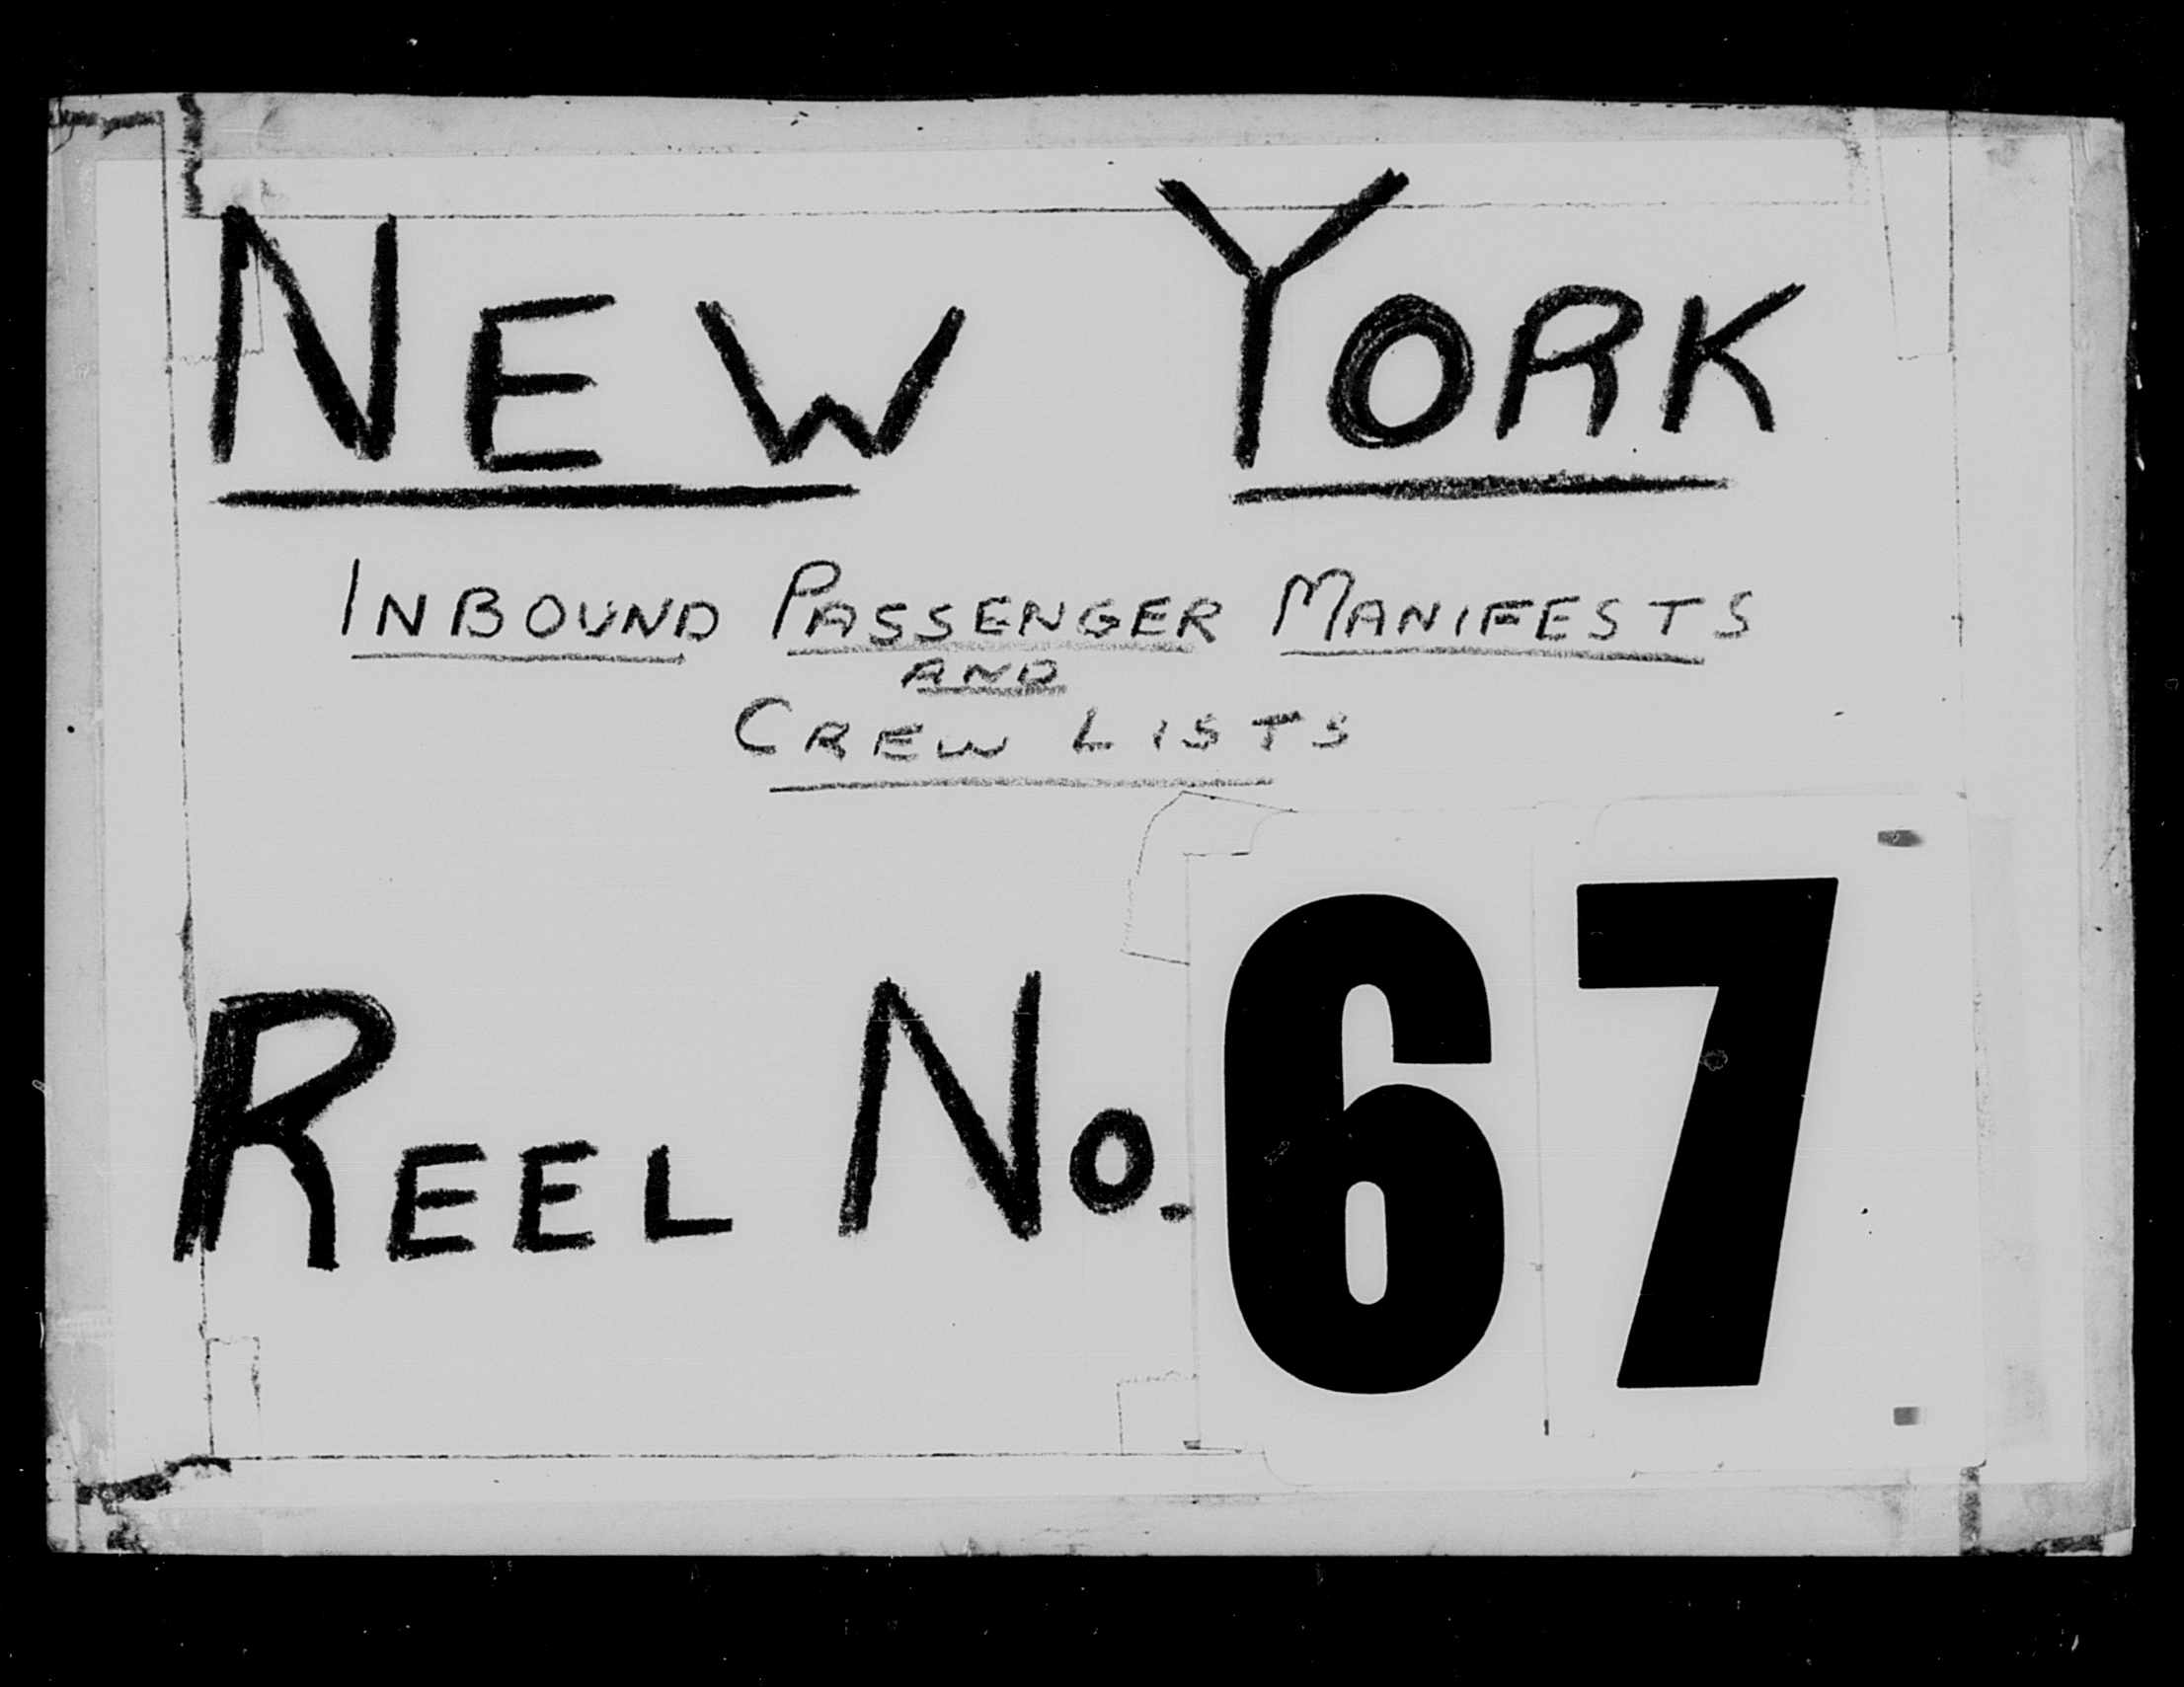 NEW YORK
INBOUND PASSENGER MANIFESTS
AND
CREW LISTS
REEL No. 67